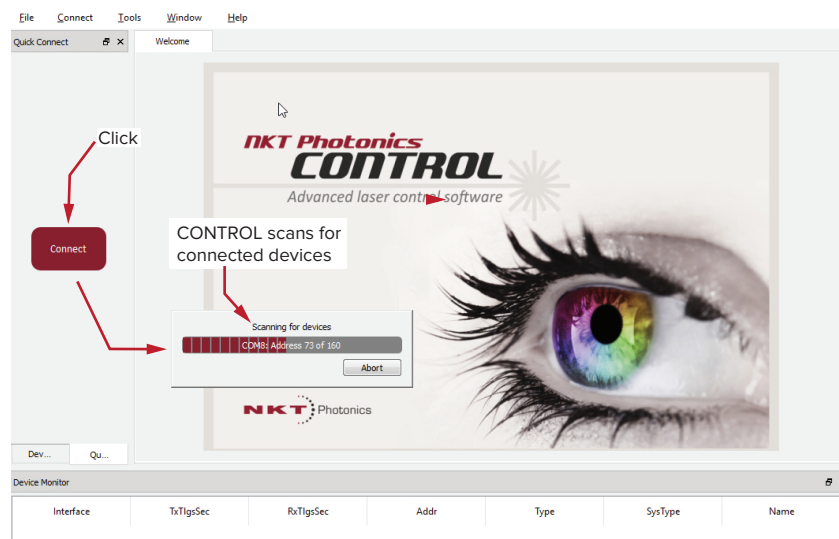 File Connect Tools Window Help
Quick Connect
Welcome
Click
NKT Photonics
CONTROL
Advanced laser control software
CONTROL scans for
connected devices
Connect
Scanning for devices
COM8: Address 73 of 160
Abort
NKT Photonics
Dev... Qu...
Device Monitor
Interface TxTlgsSec RxTlgsSec Addr Type SysType Name